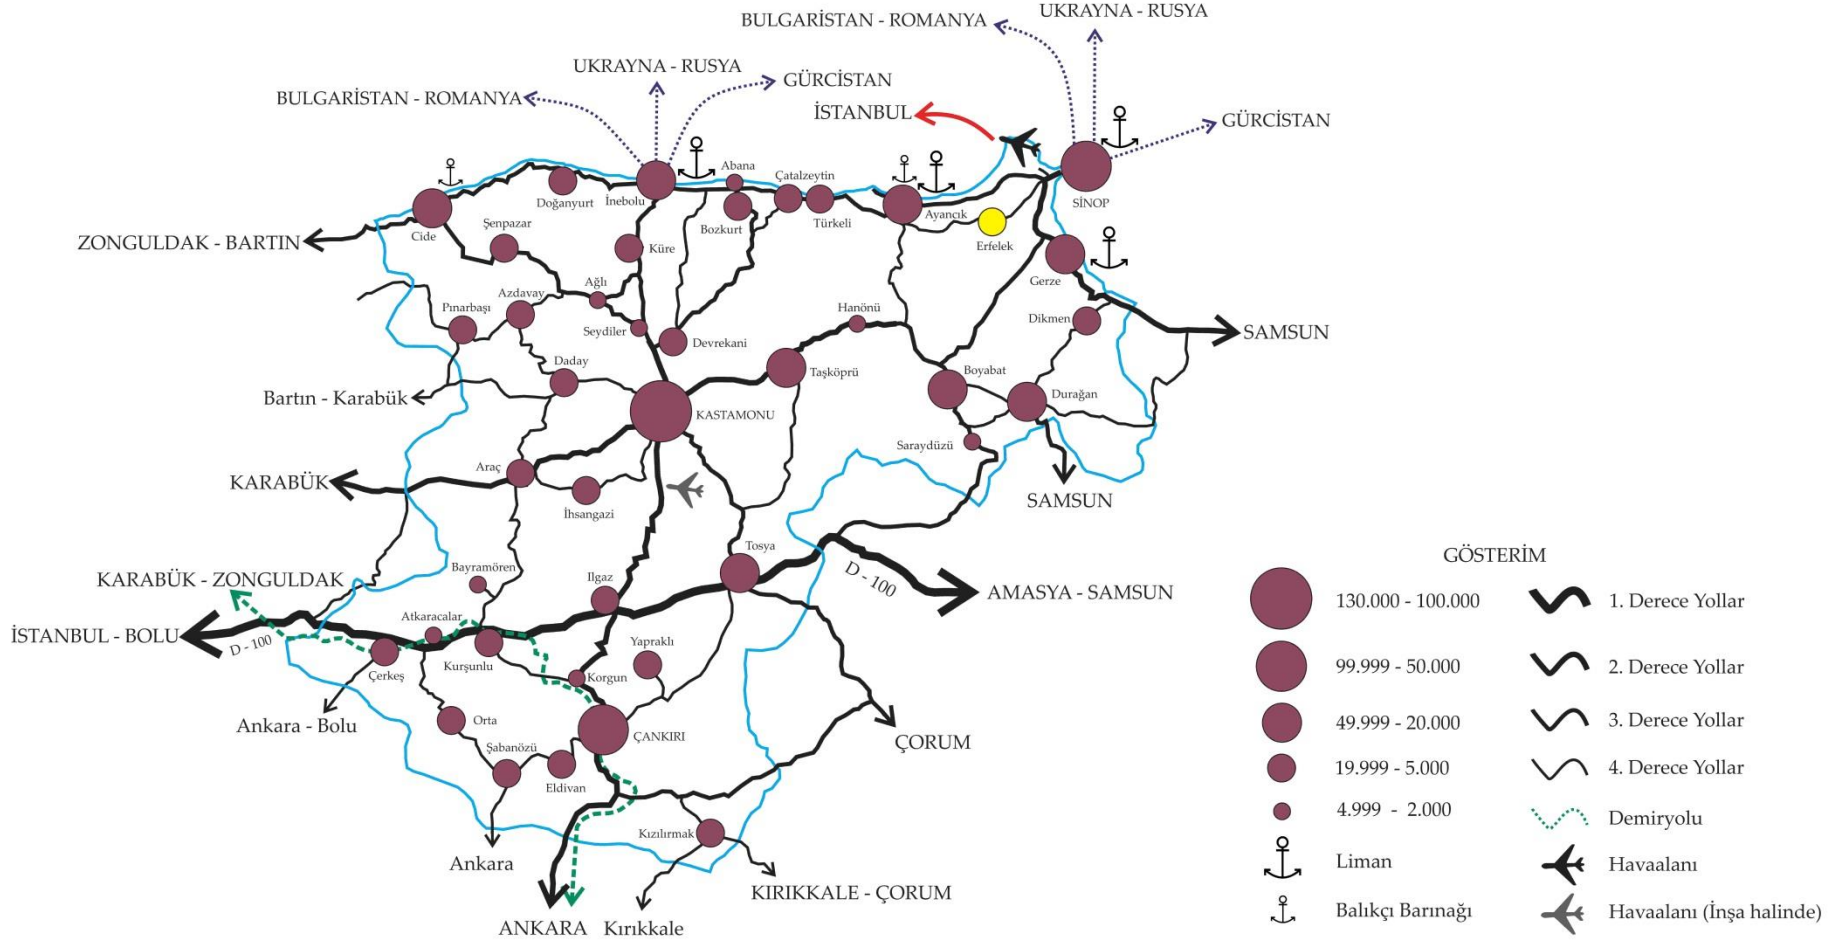 UKRAYNA - RUSYA
BULGARİSTAN - ROMANYA
UKRAYNA - RUSYA
GÜRCİSTAN
BULGARİSTAN - ROMANYA
İSTANBUL
GÜRCİSTAN
Abana
Çatalzeytin
Doğanyurt
İnebolu
SİNOP
Ayancık
Cide
Şenpazar
Bozkurt
Türkeli
Erfelek
ZONGULDAK - BARTIN
Küre
Gerze
Ağlı
Azdavay
Pınarbaşı
Hanönü
Dikmen
Seydiler
Devrekani
SAMSUN
Daday
Taşköprü
Boyabat
Durağan
Bartın - Karabük
KASTAMONU
Saraydüzü
Araç
KARABÜK
SAMSUN
İhsangazi
Tosya
Bayramören
Ilgaz
D - 100
KARABÜK - ZONGULDAK
AMASYA - SAMSUN
Atkaracalar
İSTANBUL - BOLU
D - 100
Yapraklı
Çerkeş
Kurşunlu
Korgun
Ankara - Bolu
Orta
ÇANKIRI
ÇORUM
Şabanözü
Eldivan
Kızılırmak
Ankara
KIRIKKALE - ÇORUM
ANKARA
Kırıkkale
GÖSTERİM
130.000 - 100.000
1. Derece Yollar
99.999 - 50.000
2. Derece Yollar
49.999 - 20.000
3. Derece Yollar
19.999 - 5.000
4. Derece Yollar
4.999 - 2.000
Demiryolu
Liman
Havaalanı
Balıkçı Barınağı
Havaalanı (İnşa halinde)